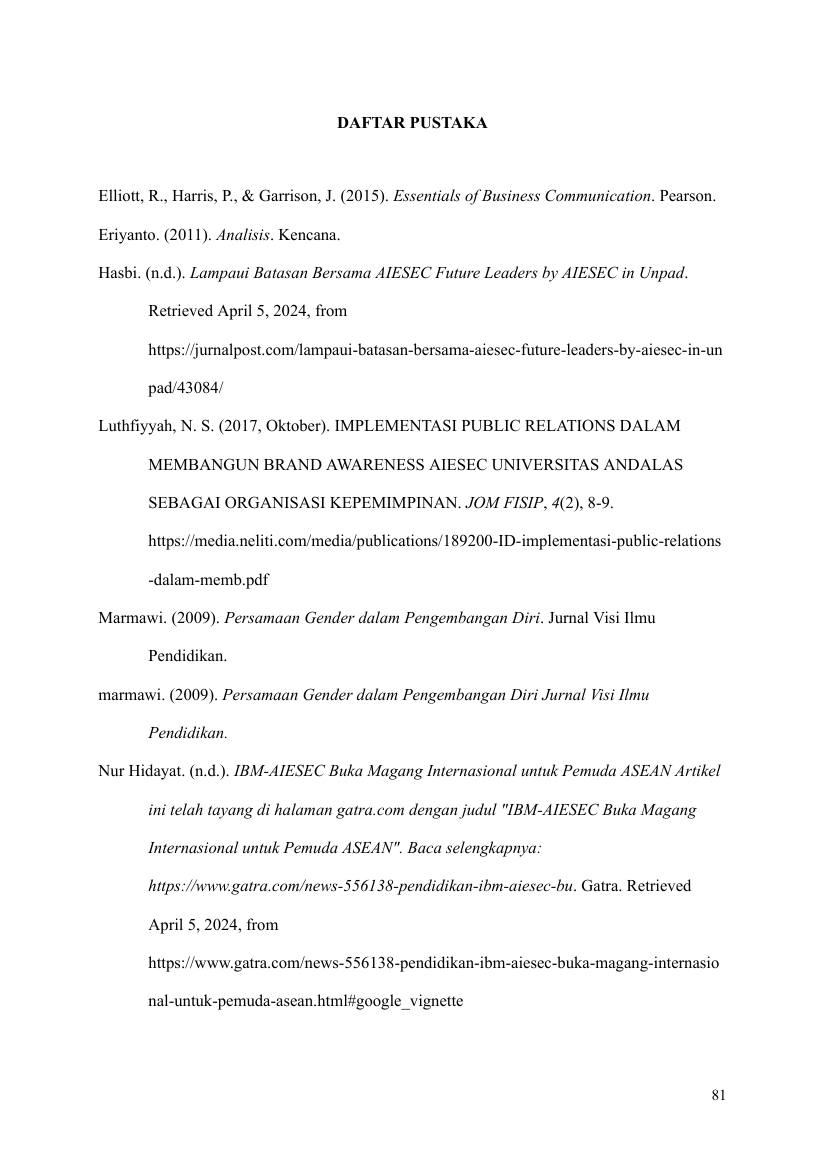 DAFTAR PUSTAKA
Elliott, R., Harris, P., & Garrison, J. (2015). Essentials of Business Communication. Pearson.
Eriyanto. (2011). Analisis. Kencana.
Hasbi. (n.d.). Lampaui Batasan Bersama AIESEC Future Leaders by AIESEC in Unpad.
Retrieved April 5, 2024, from
https://jurnalpost.com/lampaui-batasan-bersama-aiesec-future-leaders-by-aiesec-in-un
pad/43084/
Luthfiyyah, N. S. (2017, Oktober). IMPLEMENTASI PUBLIC RELATIONS DALAM
MEMBANGUN BRAND AWARENESS AIESEC UNIVERSITAS ANDALAS
SEBAGAI ORGANISASI KEPEMIMPINAN. JOM FISIP, 4(2), 8-9.
https://media.neliti.com/media/publications/189200-ID-implementasi-public-relations
-dalam-memb.pdf
Marmawi. (2009). Persamaan Gender dalam Pengembangan Diri. Jurnal Visi Ilmu
Pendidikan.
marmawi. (2009). Persamaan Gender dalam Pengembangan Diri Jurnal Visi Ilmu
Pendidikan.
Nur Hidayat. (n.d.). IBM-AIESEC Buka Magang Internasional untuk Pemuda ASEAN Artikel
ini telah tayang di halaman gatra.com dengan judul "IBM-AIESEC Buka Magang
Internasional untuk Pemuda ASEAN". Baca selengkapnya:
https://www.gatra.com/news-556138-pendidikan-ibm-aiesec-bu. Gatra. Retrieved
April 5, 2024, from
https://www.gatra.com/news-556138-pendidikan-ibm-aiesec-buka-magang-internasio
nal-untuk-pemuda-asean.html#google_vignette
81